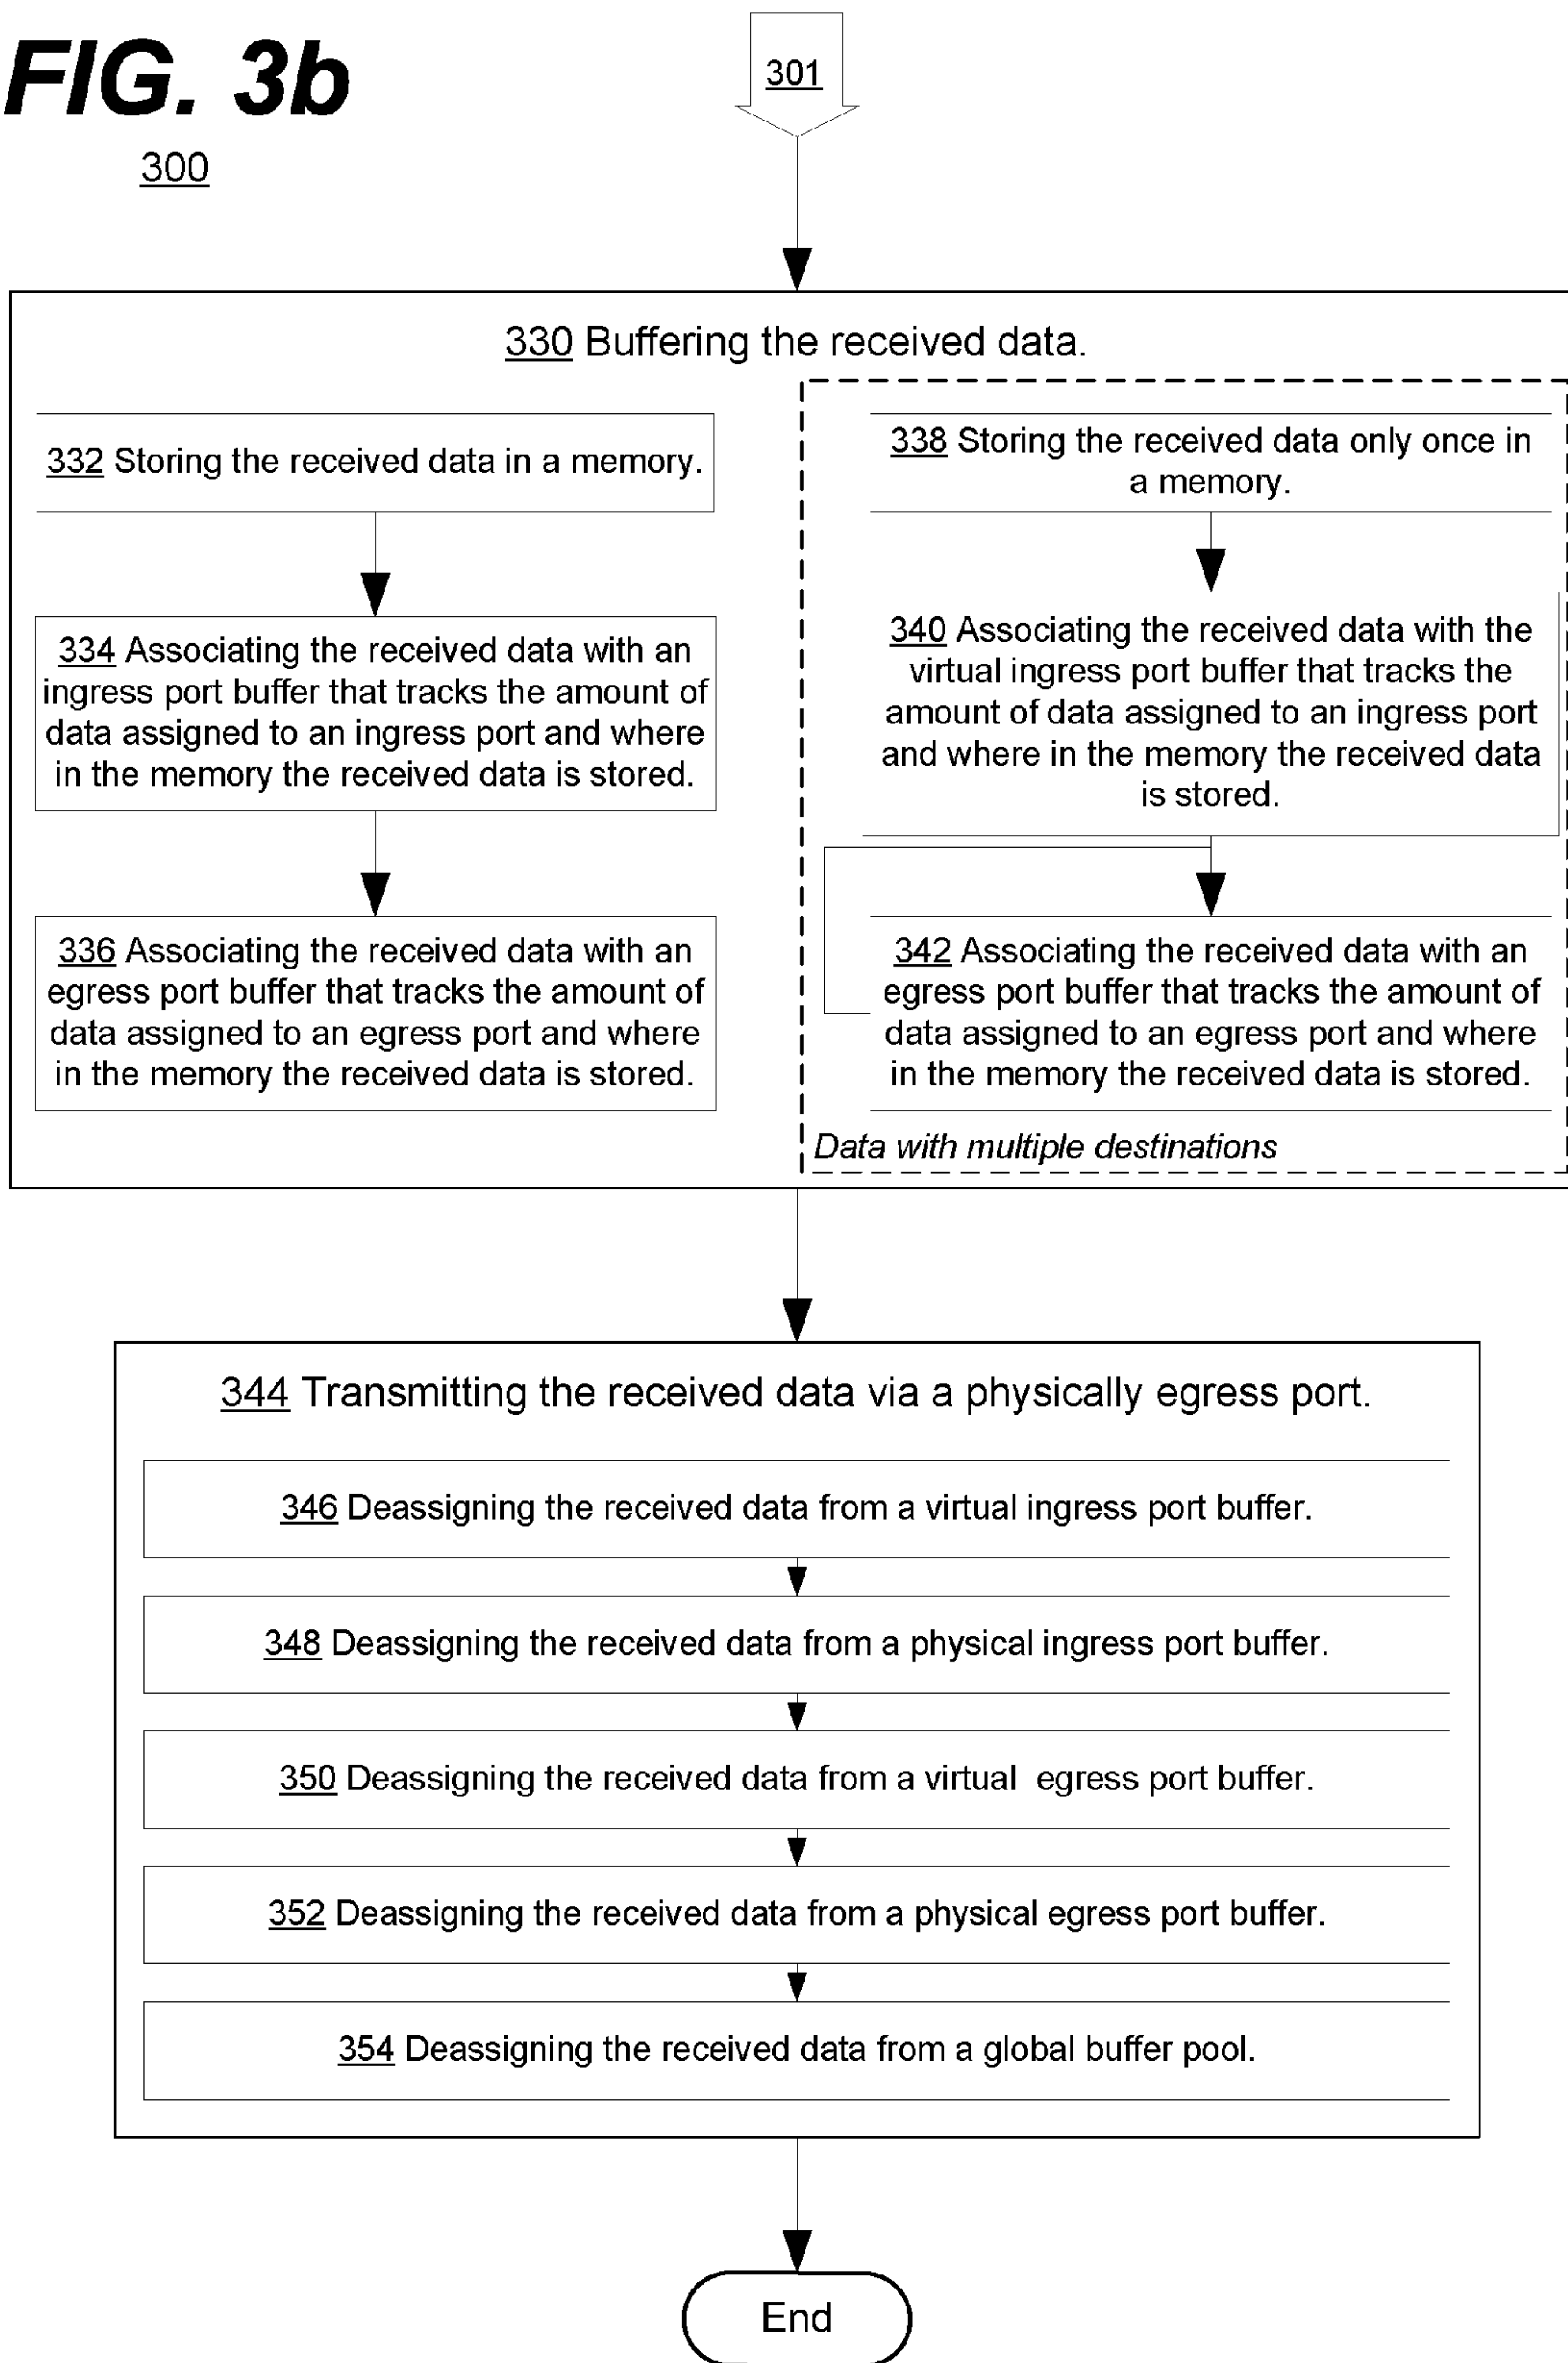 FIG. 3b
300
301
330 Buffering the received data.
332 Storing the received data in a memory.
334 Associating the received data with an
ingress port buffer that tracks the amount of
data assigned to an ingress port and where
in the memory the received data is stored.
336 Associating the received data with an
egress port buffer that tracks the amount of
data assigned to an egress port and where
in the memory the received data is stored.
338 Storing the received data only once in
a memory.
340 Associating the received data with the
virtual ingress port buffer that tracks the
amount of data assigned to an ingress port
and where in the memory the received data
is stored.
342 Associating the received data with an
egress port buffer that tracks the amount of
data assigned to an egress port and where
in the memory the received data is stored.
Data with multiple destinations
344 Transmitting the received data via a physically egress port.
346 Deassigning the received data from a virtual ingress port buffer.
348 Deassigning the received data from a physical ingress port buffer.
350 Deassigning the received data from a virtual egress port buffer.
352 Deassigning the received data from a physical egress port buffer.
354 Deassigning the received data from a global buffer pool.
End